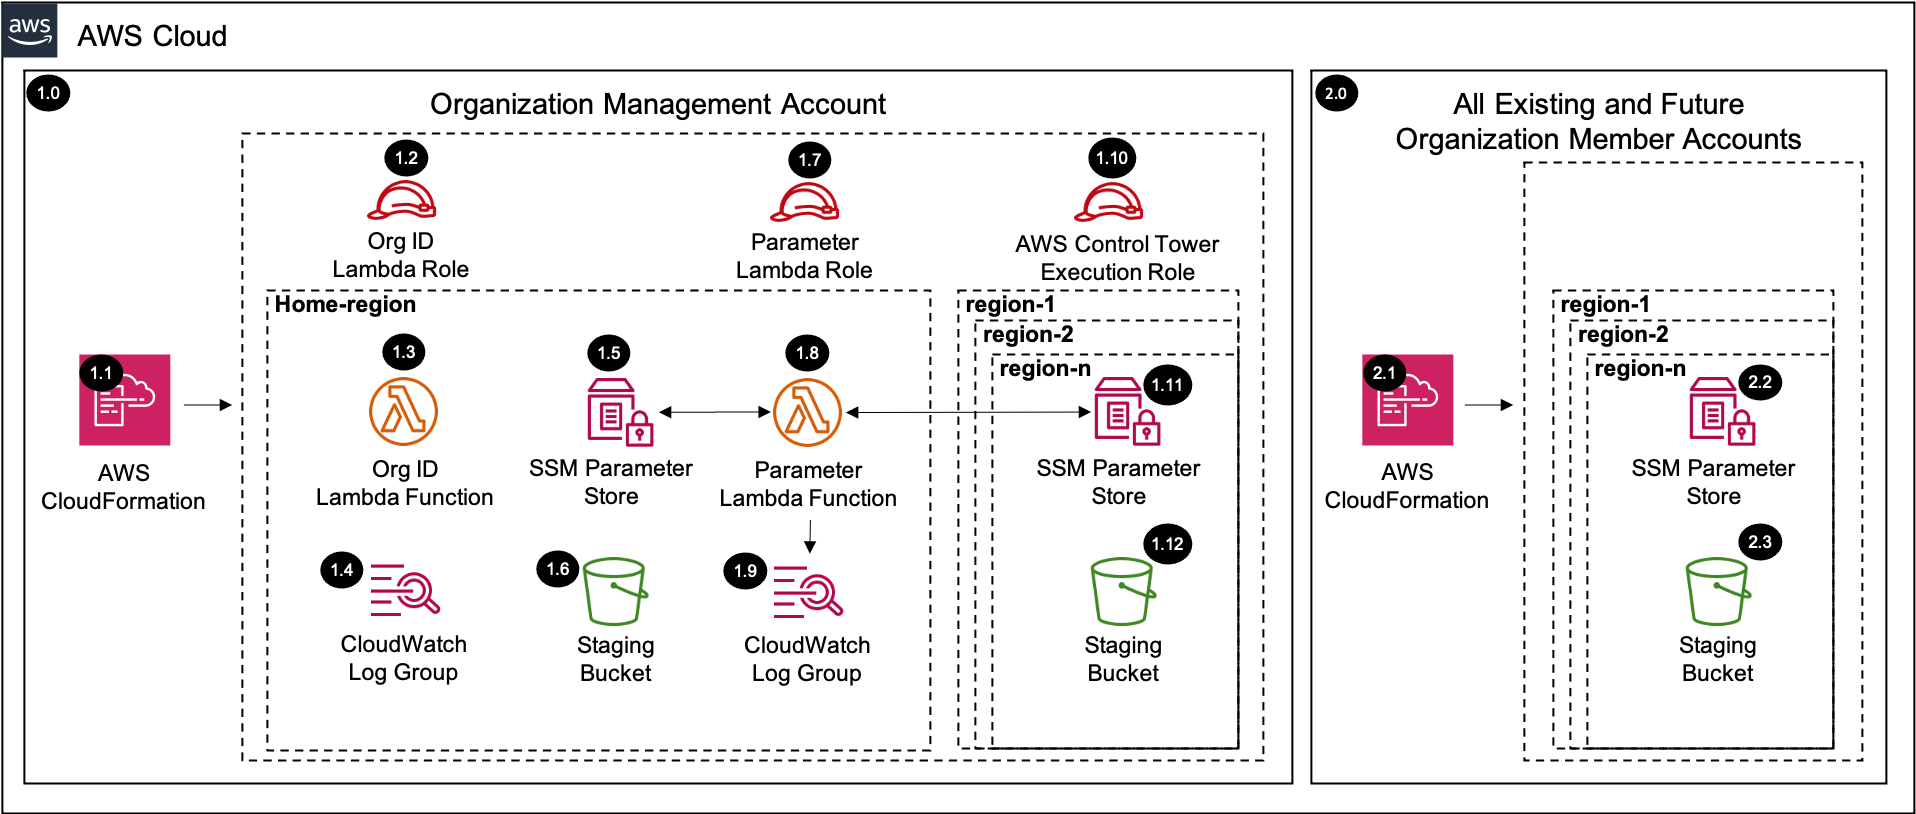 aws
AWS Cloud
1.0
Organization Management Account
1.2
Org ID
Lambda Role
1.7
Parameter
Lambda Role
1.10
AWS Control Tower
Execution Role
1.1
AWS
CloudFormation
Home-region
1.3
Org ID
Lambda Function
1.5
SSM Parameter
Store
1.8
Parameter
Lambda Function
1.4
CloudWatch
Log Group
1.6
Staging
Bucket
1.9
CloudWatch
Log Group
region-1
region-2
region-n
1.11
SSM Parameter
Store
1.12
Staging
Bucket
2.0
All Existing and Future
Organization Member Accounts
2.1
AWS
CloudFormation
region-1
region-2
region-n
2.2
SSM Parameter
Store
2.3
Staging
Bucket